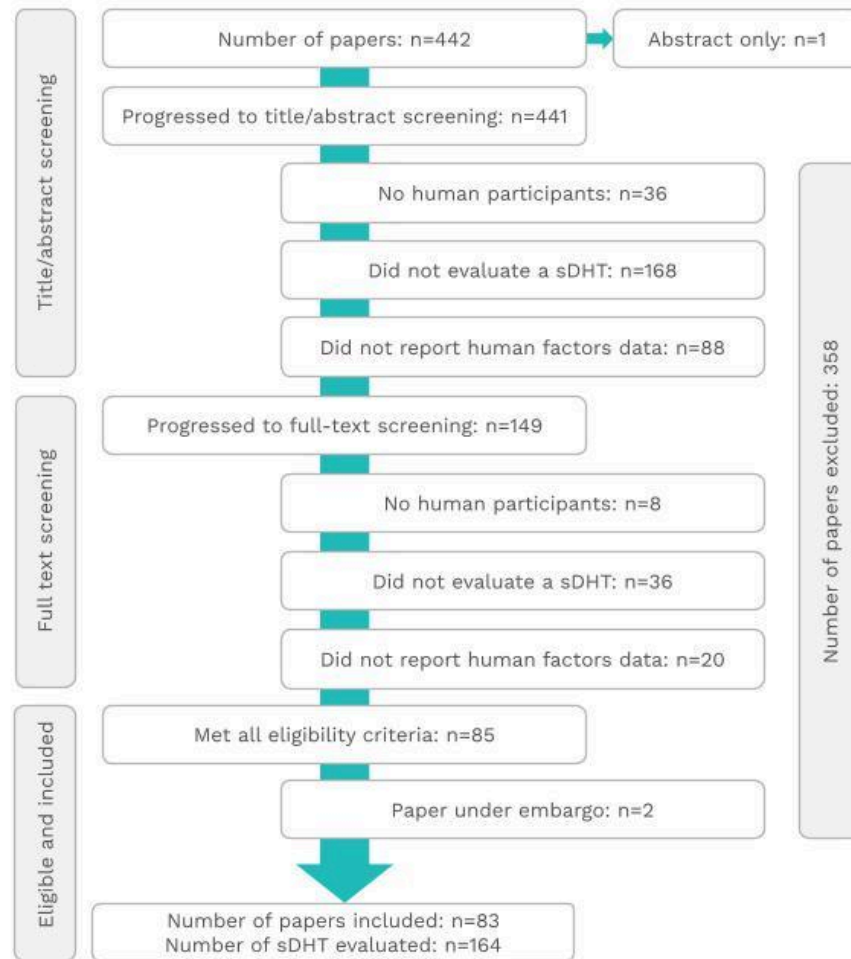 Number of papers: n=442
Abstract only: n=1
Title/abstract screening
Progressed to title/abstract screening: n=441
No human participants: n=36
Did not evaluate a sDHT: n=168
Did not report human factors data: n=88
Number of papers excluded: 358
Full text screening
Progressed to full-text screening: n=149
No human participants: n=8
Did not evaluate a sDHT: n=36
Did not report human factors data: n=20
Eligible and included
Met all eligibility criteria: n=85
Paper under embargo: n=2
Number of papers included: n=83
Number of sDHT evaluated: n=164